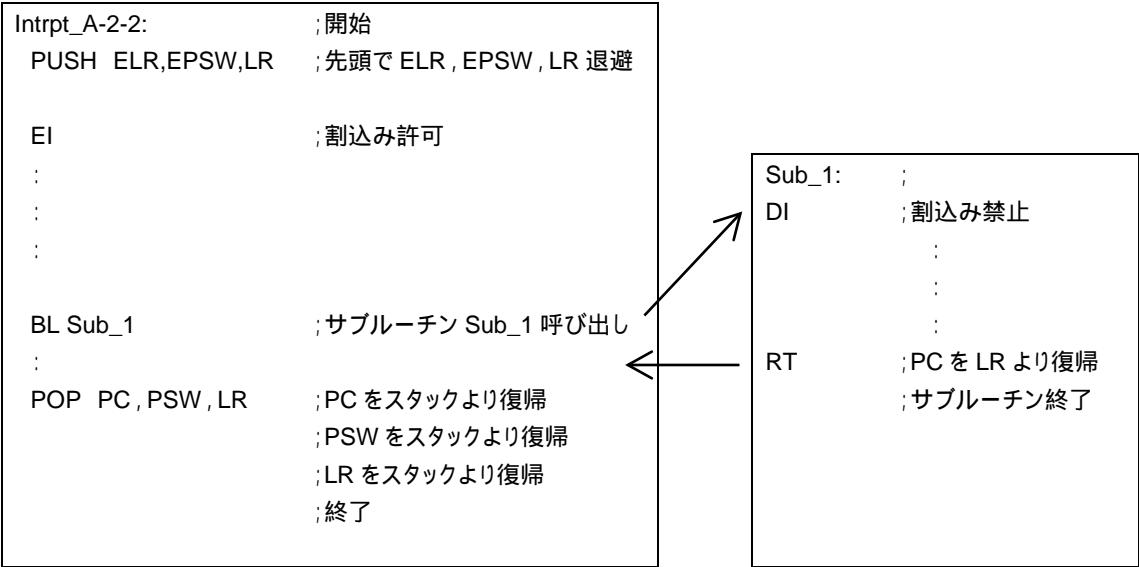 Intrpt_A-2-2: ;開始
PUSH ELR,EPSW,LR ;先頭で ELR , EPSW , LR 退避
EI ;割込み許可
:
:
:
BL Sub_1 ;サブルーチン Sub_1 呼び出し
:
POP PC , PSW , LR ;PC をスタックより復帰
;PSW をスタックより復帰
;LR をスタックより復帰
;終了
Sub_1: ;
DI ;割込み禁止
:
:
:
RT ;PC を LR より復帰
;サブルーチン終了